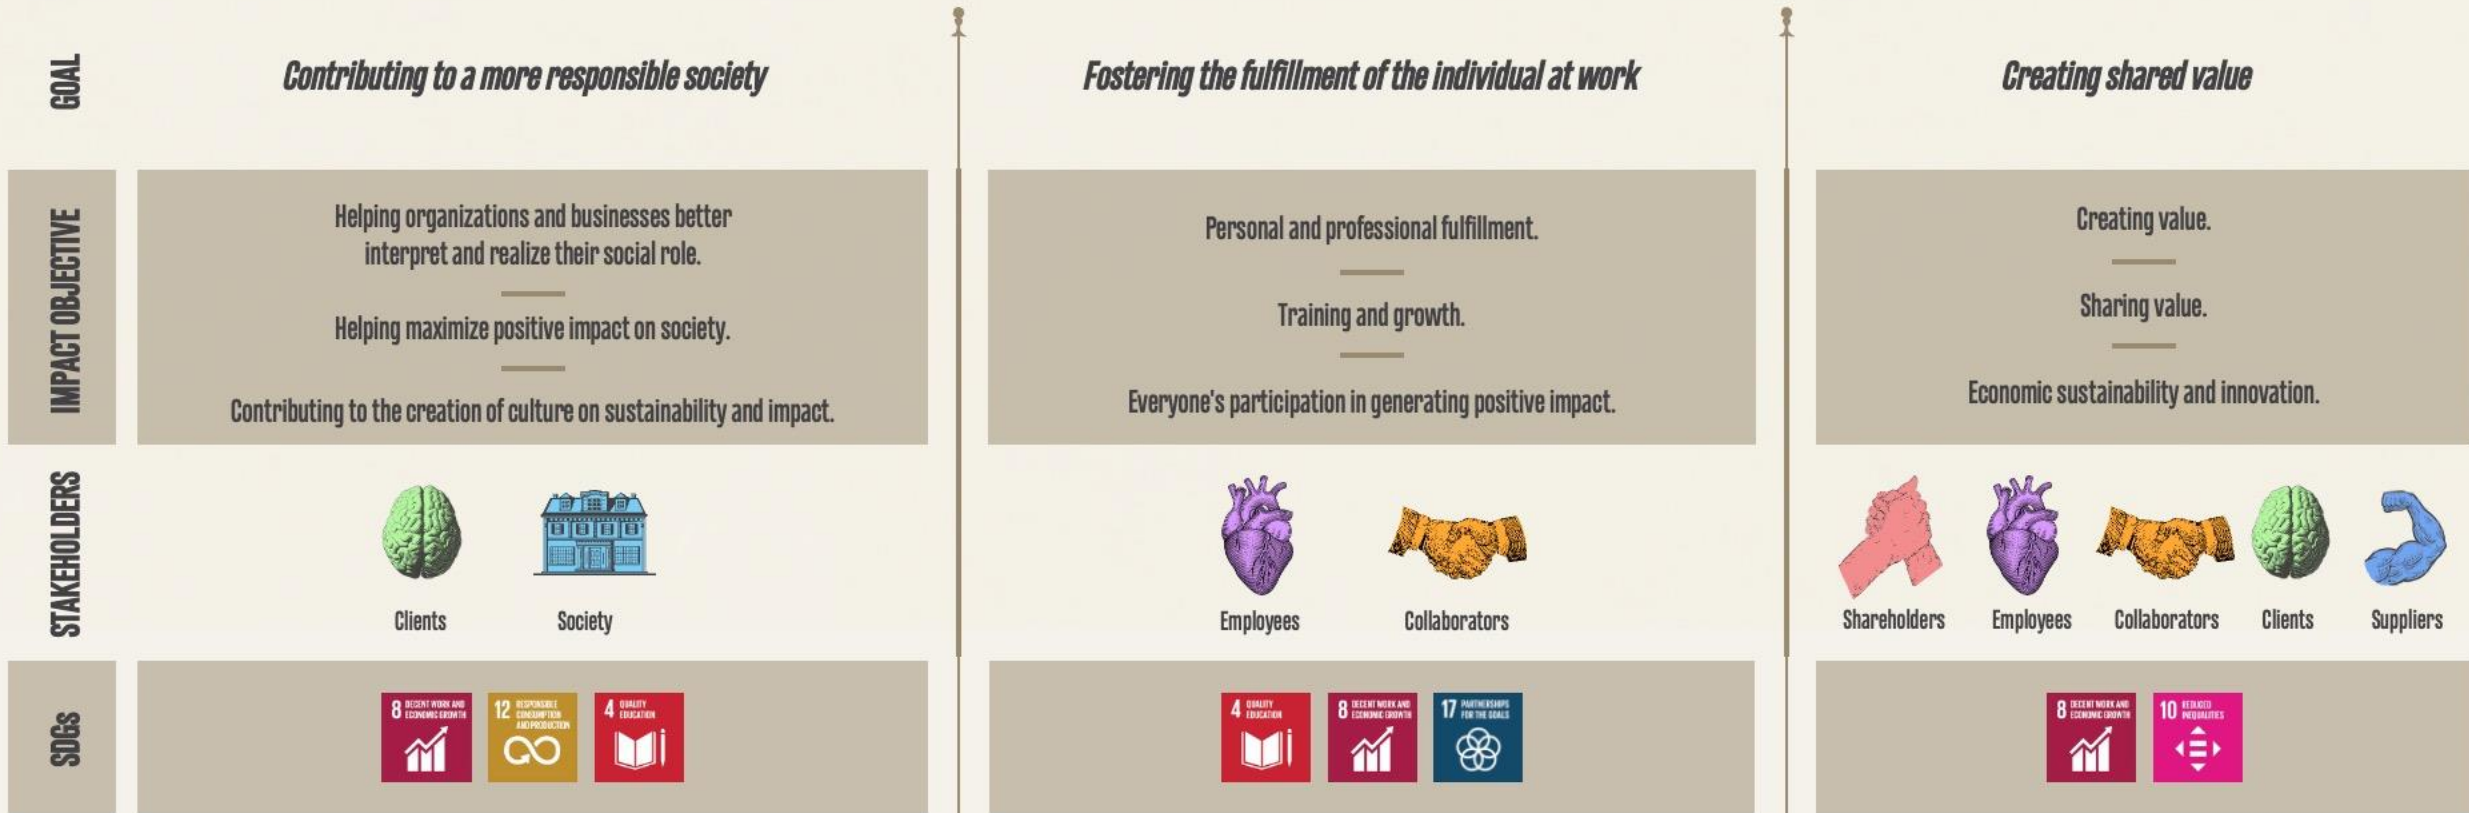 GOAL
Contributing to a more responsible society
Fostering the fulfillment of the individual at work
Creating shared value
IMPACT OBJECTIVE
Helping organizations and businesses better
interpret and realize their social role.
Helping maximize positive impact on society.
Contributing to the creation of culture on sustainability and impact.
Personal and professional fulfillment.
Training and growth.
Everyone's participation in generating positive impact.
Creating value.
Sharing value.
Economic sustainability and innovation.
STAKEHOLDERS
Clients
Society
Employees
Collaborators
Shareholders
Employees
Collaborators
Clients
Suppliers
SDGs
8 DECENT WORK AND
ECONOMIC GROWTH
12 RESPONSIBLE
CONSUMPTION
AND PRODUCTION
4 QUALITY
EDUCATION
4 QUALITY
EDUCATION
8 DECENT WORK AND
ECONOMIC GROWTH
17 PARTNERSHIPS
FOR THE GOALS
8 DECENT WORK AND
ECONOMIC GROWTH
10 REDUCED
INEQUALITIES